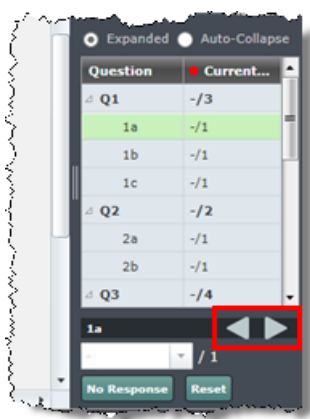 Expanded Auto-Collapse
Question Current...
Q1 -/3
1a -/1
1b -/1
1c -/1
Q2 -/2
2a -/1
2b -/1
Q3 -/4
1a
- / 1
No Response Reset